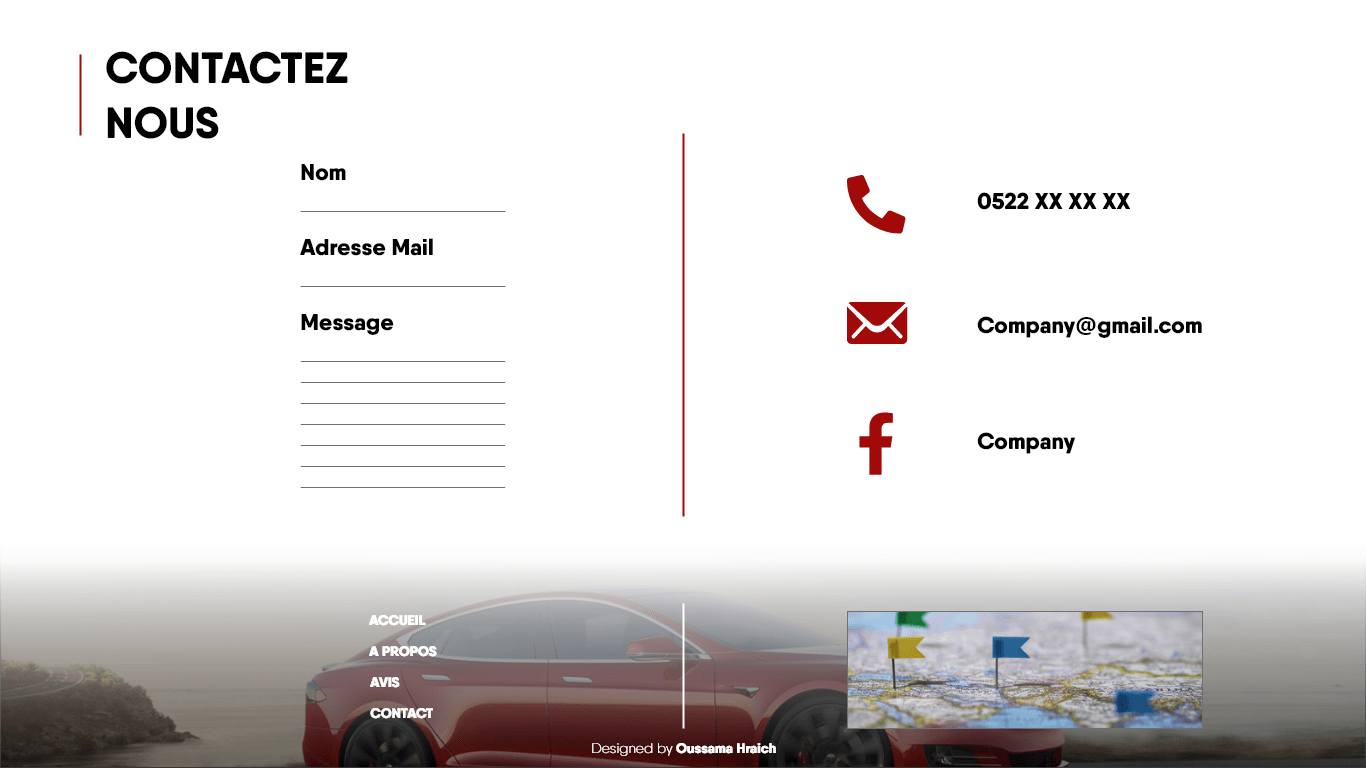 CONTACTEZ
NOUS
Nom
Adresse Mail
Message
0522 XX XX XX
Company@gmail.com
Company
ACCUEIL
A PROPOS
AVIS
CONTACT
Designed by Oussama Hraich